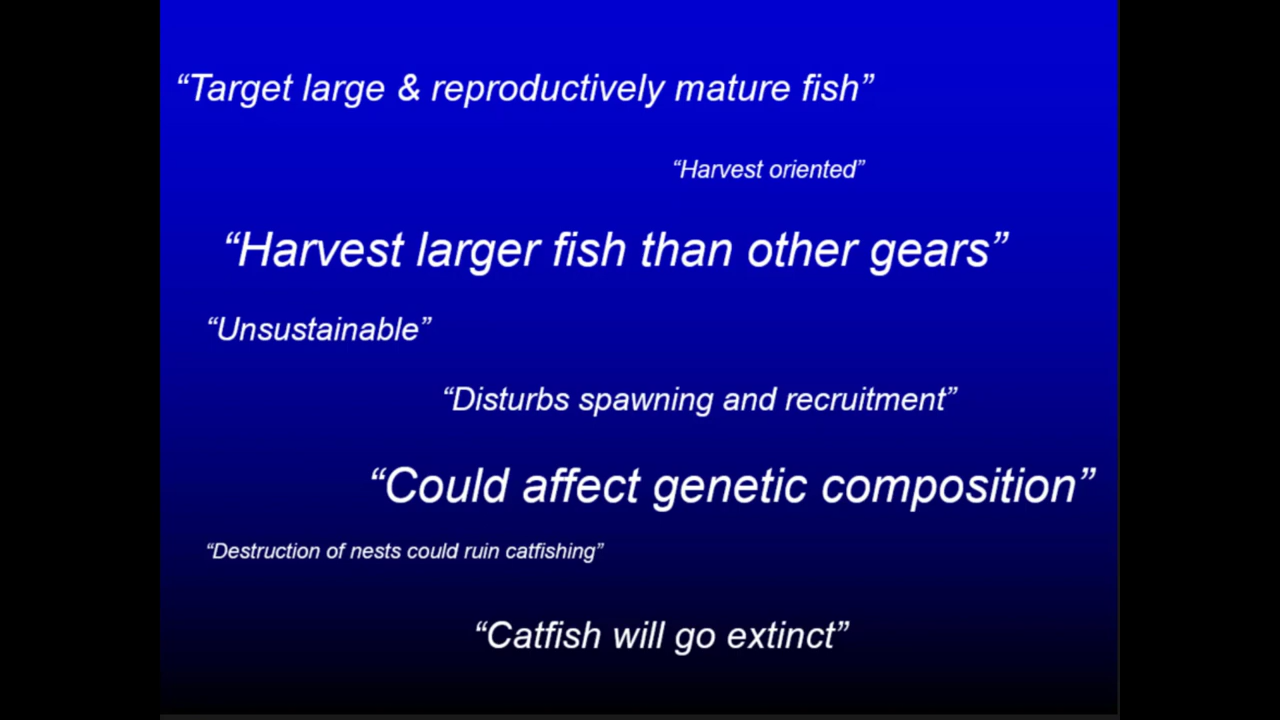 “Target large & reproductively mature fish”
“Harvest oriented”
“Harvest larger fish than other gears”
“Unsustainable”
“Disturbs spawning and recruitment”
“Could affect genetic composition”
“Destruction of nests could ruin catfishing”
“Catfish will go extinct”